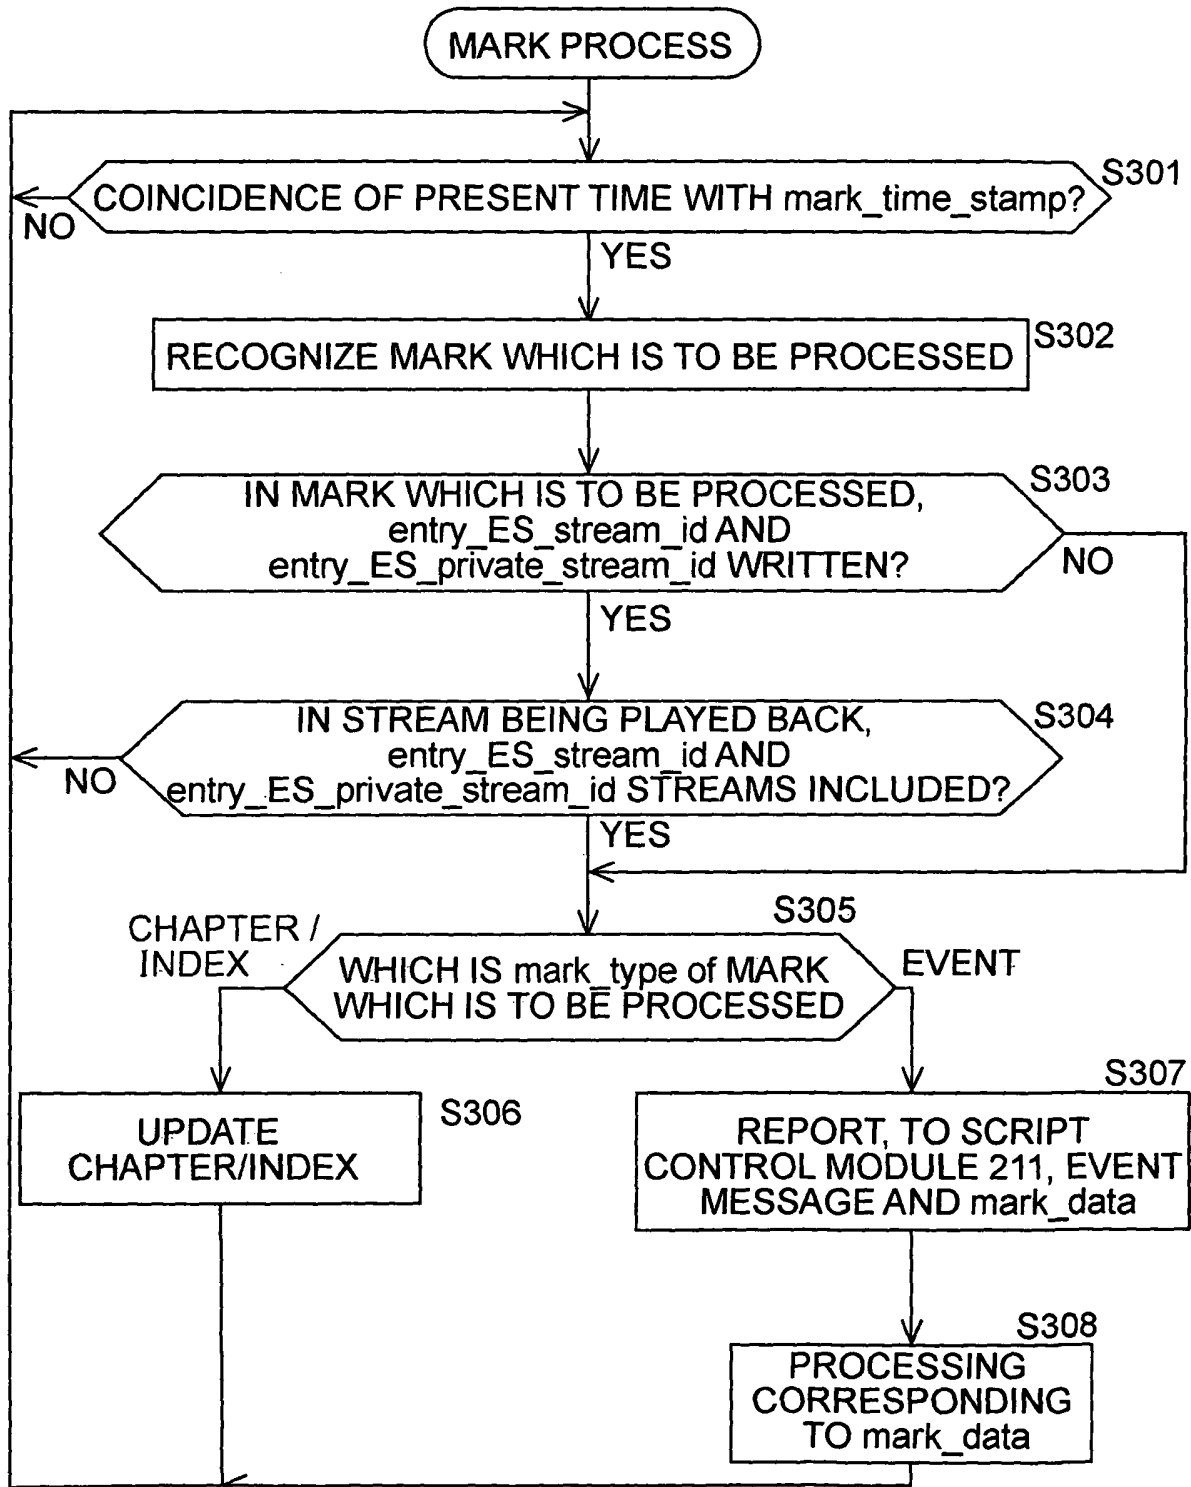 MARK PROCESS
S301
COINCIDENCE OF PRESENT TIME WITH mark_time_stamp?
NO
YES
S302
RECOGNIZE MARK WHICH IS TO BE PROCESSED
S303
IN MARK WHICH IS TO BE PROCESSED,
entry_ES_stream_id AND
entry_ES_private_stream_id WRITTEN?
NO
YES
S304
IN STREAM BEING PLAYED BACK,
entry_ES_stream_id AND
entry_ES_private_stream_id STREAMS INCLUDED?
NO
YES
S305
CHAPTER /
INDEX
WHICH IS mark_type of MARK
WHICH IS TO BE PROCESSED
EVENT
S306
UPDATE
CHAPTER/INDEX
S307
REPORT, TO SCRIPT
CONTROL MODULE 211, EVENT
MESSAGE AND mark_data
S308
PROCESSING
CORRESPONDING
TO mark_data